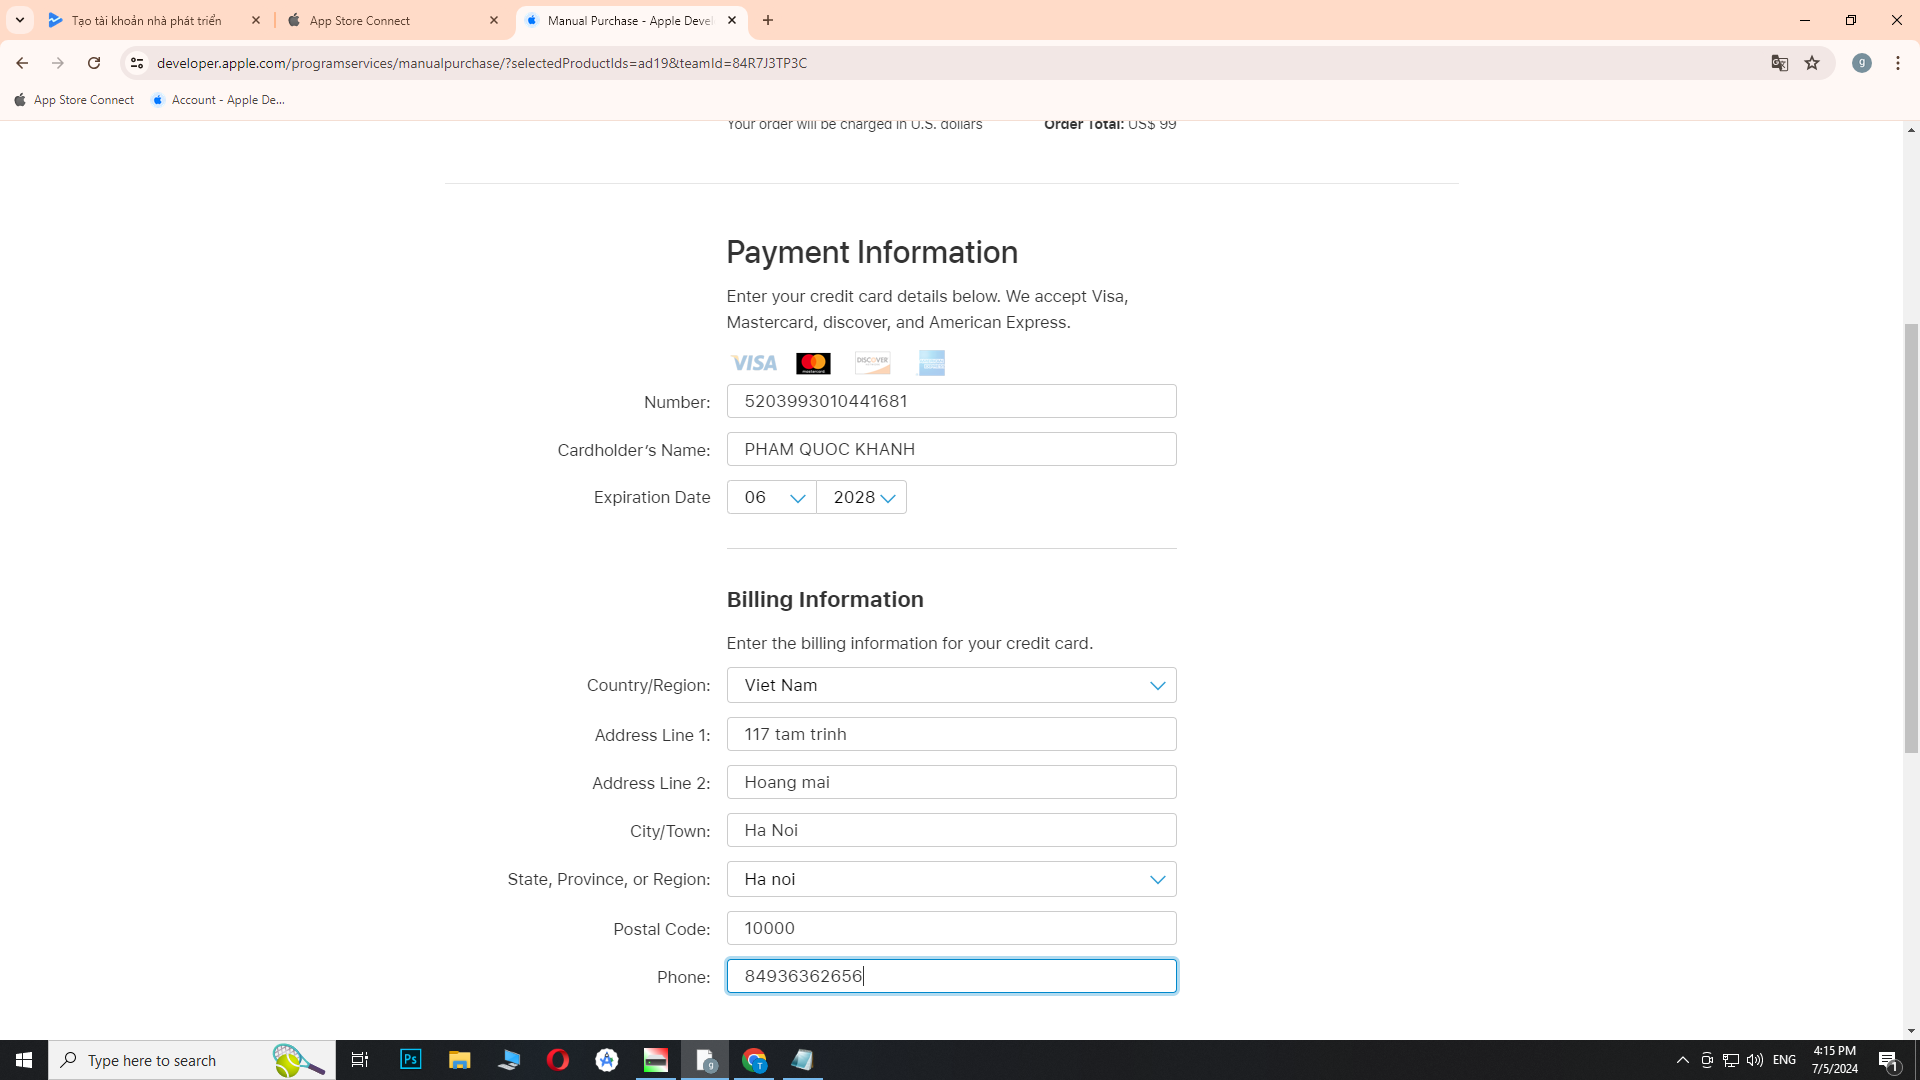 Tạo tài khoản nhà phát triển
App Store Connect
Manual Purchase - Apple Devel
developer.apple.com/programservices/manualpurchase/?selectedProductIds=ad19&teamId=84R7J3TP3C
g
App Store Connect
Account - Apple De...
Your order will be charged in U.S. dollars
Order Total: US$ 99
Payment Information
Enter your credit card details below. We accept Visa,
Mastercard, discover, and American Express.
VISA
mastercard
DISCOVER
Number: 5203993010441681
Cardholder's Name: PHAM QUOC KHANH
Expiration Date 06 2028
Billing Information
Enter the billing information for your credit card.
Country/Region: Viet Nam
Address Line 1: 117 tam trinh
Address Line 2: Hoang mai
City/Town: Ha Noi
State, Province, or Region: Ha noi
Postal Code: 10000
Phone: 84936362656
Type here to search
Ps
g
T
ENG
4:15 PM
7/5/2024
1